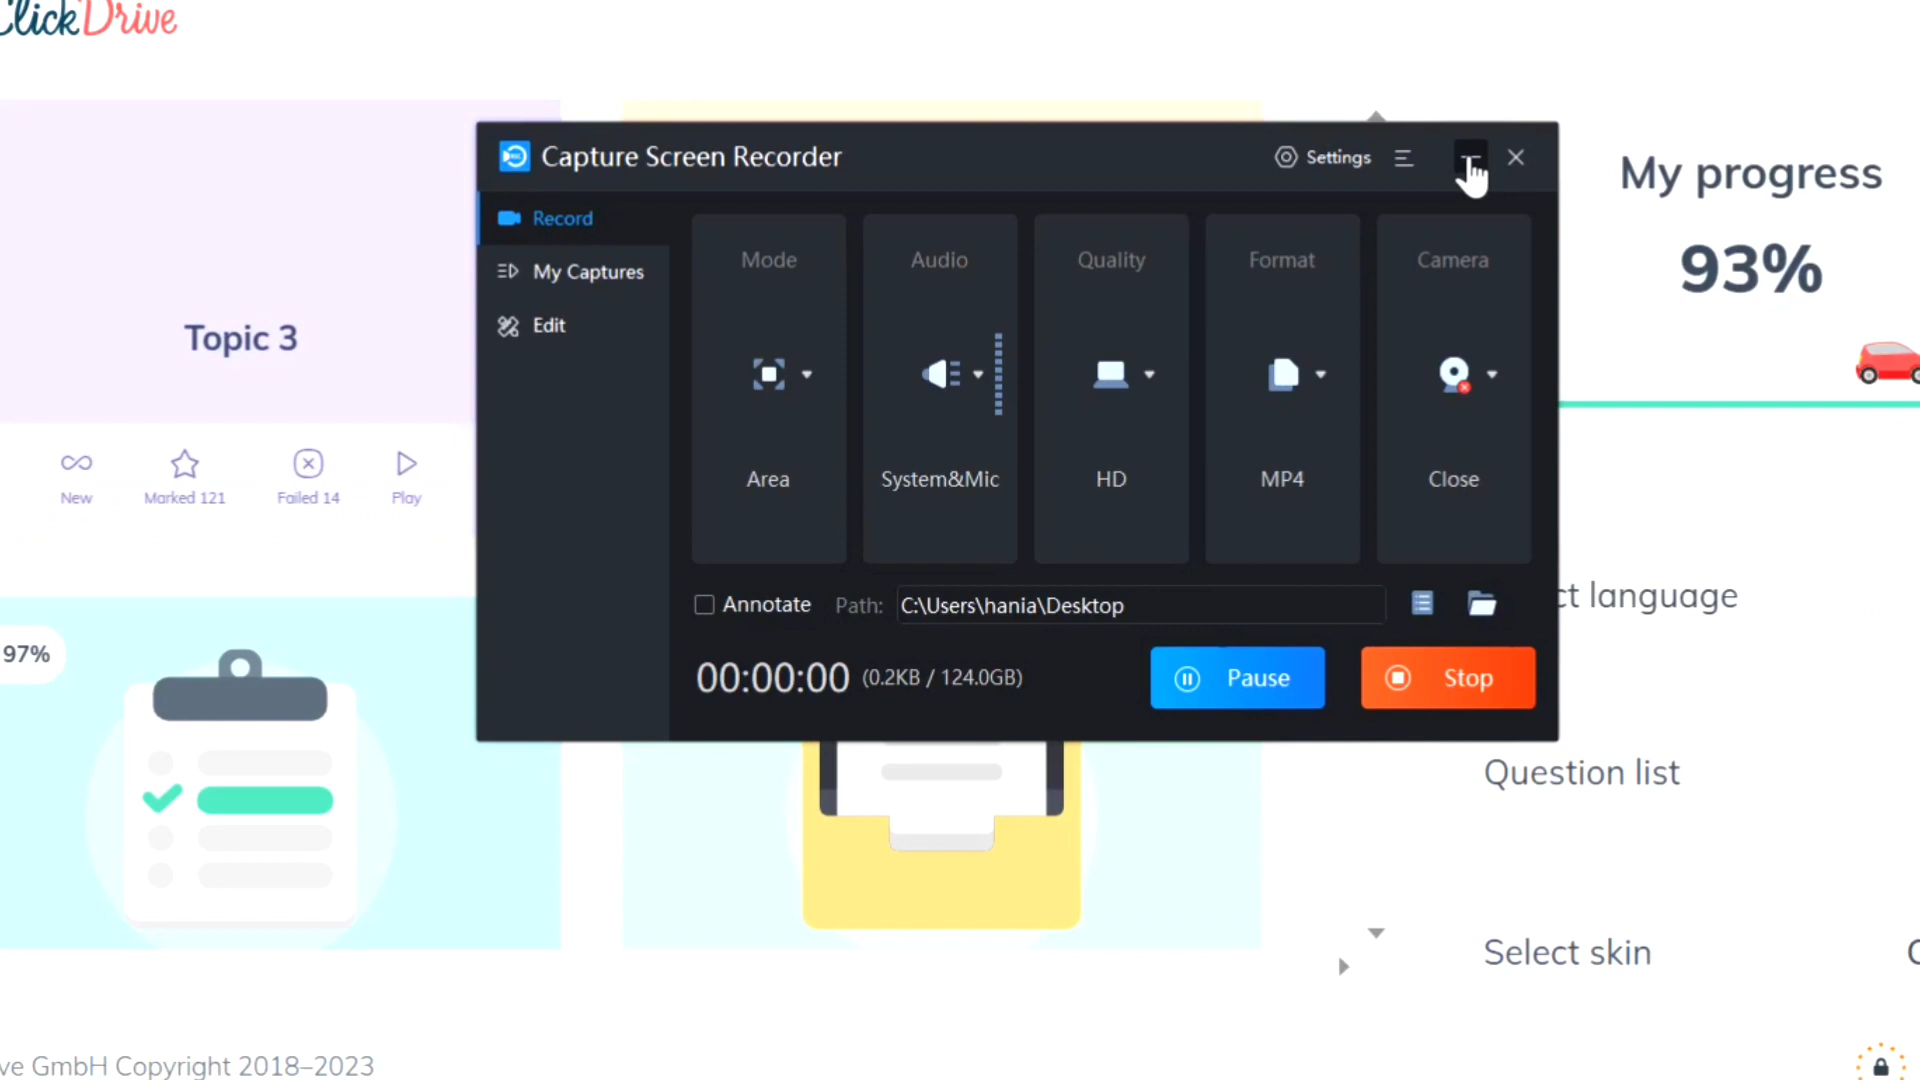 ClickDrive
Capture Screen Recorder
Settings
Record
My Captures
Edit
Mode
Audio
Quality
Format
Camera
Area
System&Mic
HD
MP4
Close
Annotate
Path:
C:\Users\hania\Desktop
00:00:00
(0.2KB / 124.0GB)
Pause
Stop
My progress
93%
Topic 3
New
Marked 121
Failed 14
Play
97%
ct language
Question list
Select skin
ve GmbH Copyright 2018–2023